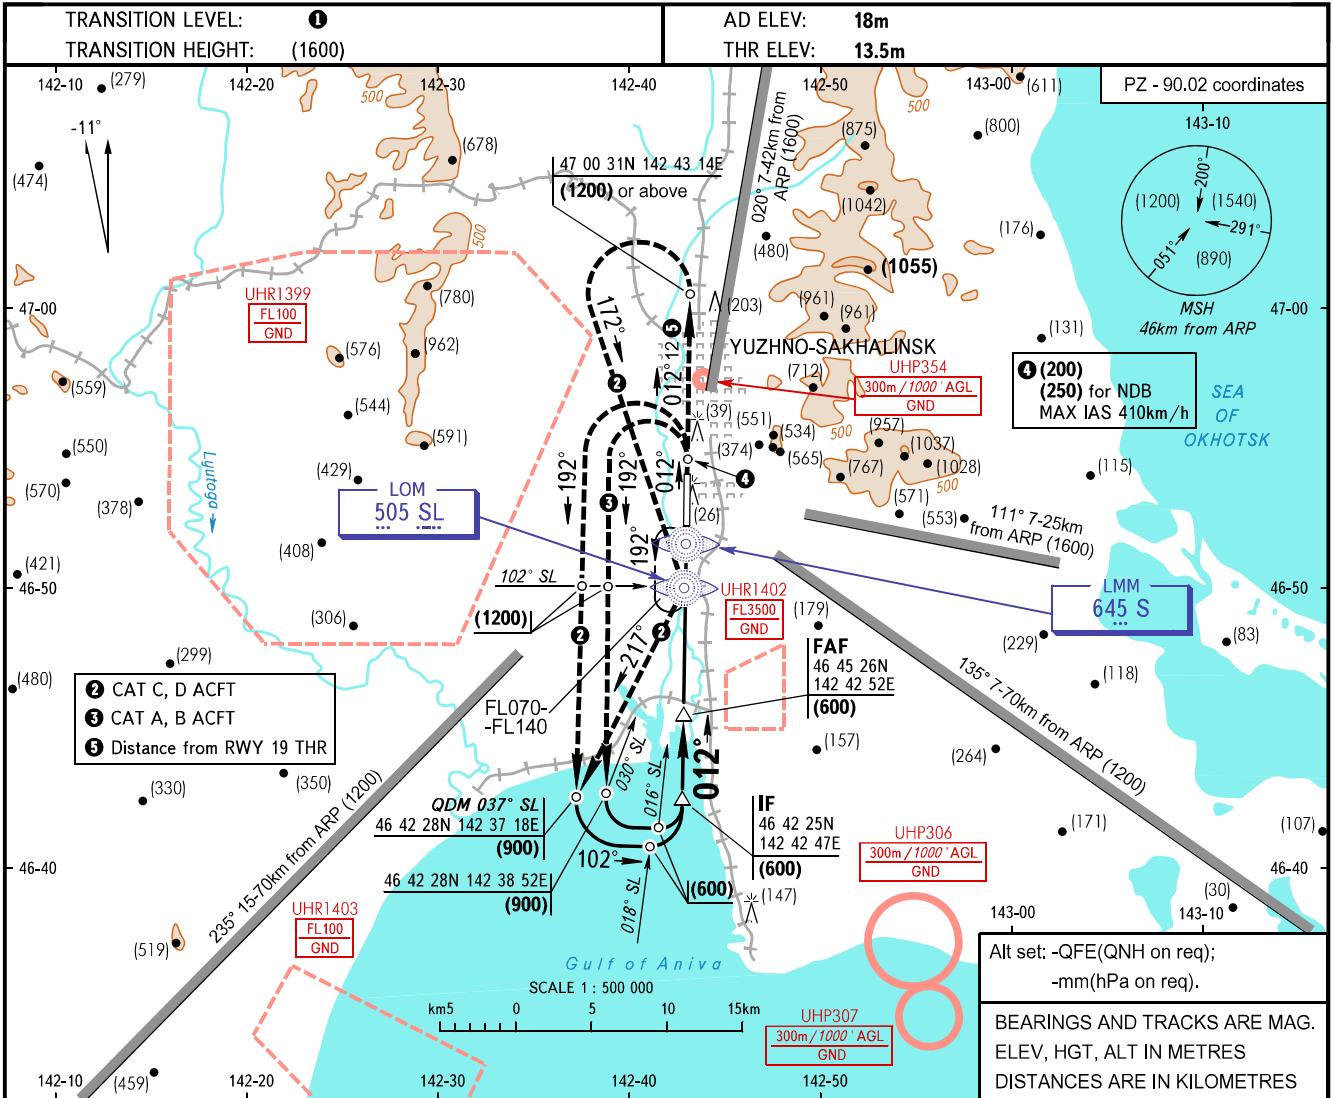 TRANSITION LEVEL: ❶
TRANSITION HEIGHT: (1600)
AD ELEV: 18m
THR ELEV: 13.5m
142-10
142-20
142-30
142-40
142-50
143-00
PZ - 90.02 coordinates
143-10
(279)
500
(611)
-11°
(474)
(678)
500
(875)
(800)
47 00 31N 142 43 14E
(1200) or above
020° 7-42km from
ARP (1600)
(1042)
(480)
(176)
(1055)
200°
(1200)
(1540)
291°
051°
(890)
MSH
46km from ARP
500
UHR1399
FL100
GND
(780)
47-00
47-00
172°
❷
012° 12 ❺
(203)
(961)
(961)
(131)
YUZHNO-SAKHALINSK
(576)
(962)
(559)
(544)
(591)
(712)
UHP354
300m/1000' AGL
GND
❹ (200)
(250) for NDB
MAX IAS 410km/h
SEA
OF
OKHOTSK
(39)
(551)
(534)
(374)
(565)
500
(957)
(1037)
(767)
(1028)
500
(550)
(570)
(378)
Lyutoga
(429)
192°
❸
192°
012°
❹
(26)
(571)
(553)
(115)
111° 7-25km
from ARP (1600)
LOM
505 SL
(408)
(421)
46-50
46-50
192°
102° SL
(1200)
UHR1402
FL3500
GND
LMM
645 S
(179)
(229)
(83)
(306)
(299)
(480)
❷
❷
217°
FAF
46 45 26N
142 42 52E
(600)
(118)
135° 7-70km from ARP (1200)
❷ CAT C, D ACFT
❸ CAT A, B ACFT
❺ Distance from RWY 19 THR
FL070-
-FL140
(157)
(264)
(330)
(350)
235° 15-70km from ARP (1200)
030° SL
016° SL
012°
QDM 037° SL
46 42 28N 142 37 18E
(900)
IF
46 42 25N
142 42 47E
(600)
(171)
(107)
UHP306
300m/1000' AGL
GND
102°
46 42 28N 142 38 52E
(900)
(600)
018° SL
(147)
46-40
46-40
(30)
143-00
143-10
UHR1403
FL100
GND
(519)
Gulf of Aniva
SCALE 1 : 500 000
km5 0 5 10 15km
UHP307
300m/1000' AGL
GND
Alt set: -QFE(QNH on req);
-mm(hPa on req).
BEARINGS AND TRACKS ARE MAG.
ELEV, HGT, ALT IN METRES
DISTANCES ARE IN KILOMETRES
(459)
142-10
142-20
142-30
142-40
142-50